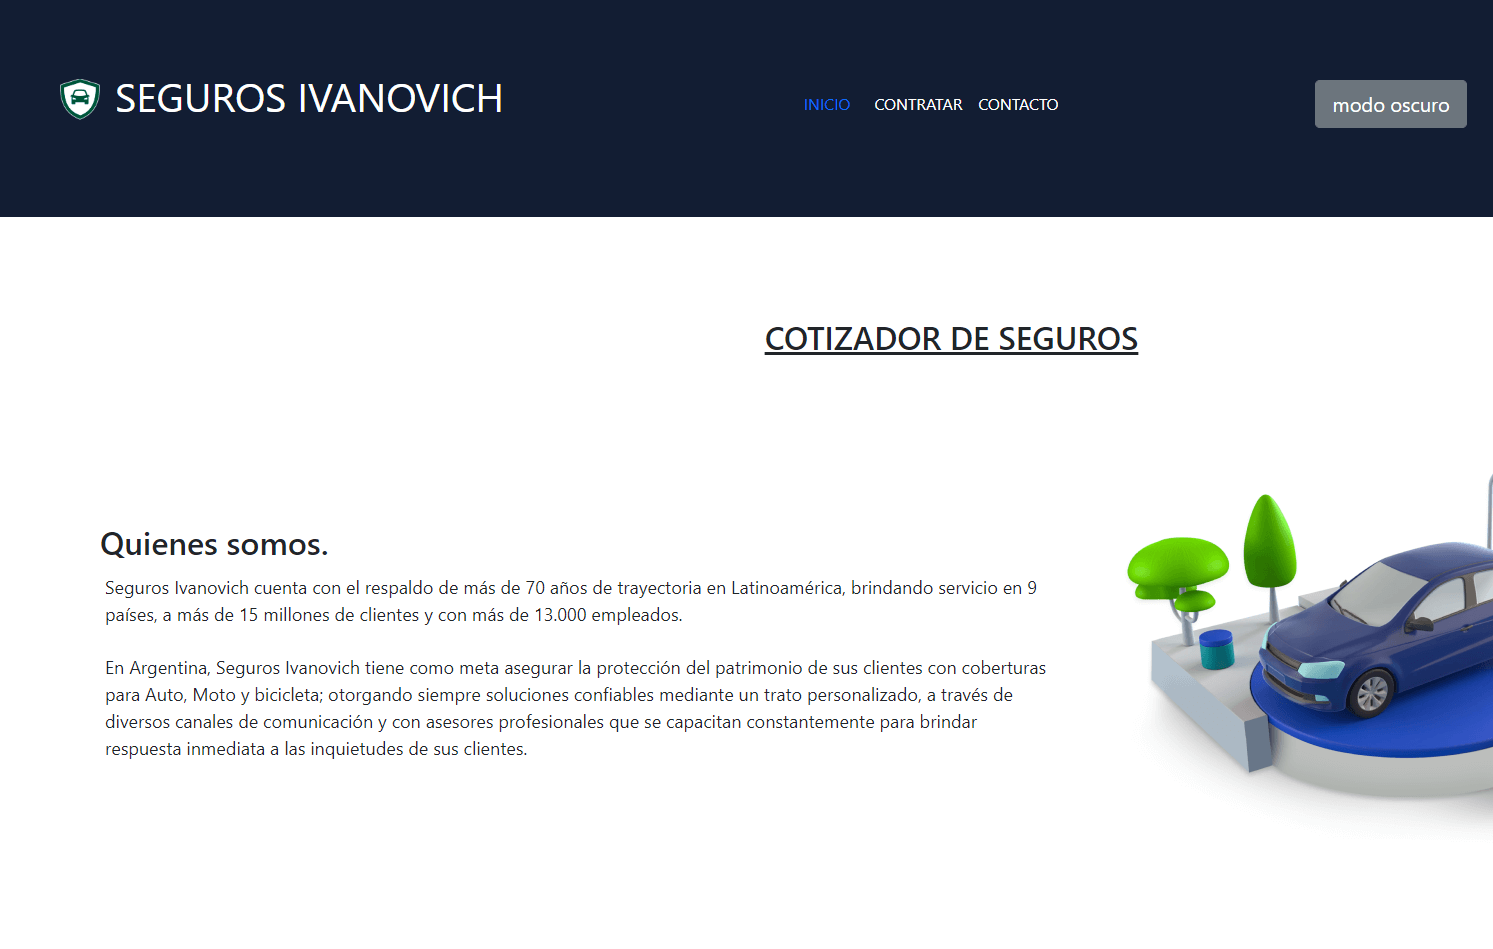 SEGUROS IVANOVICH
INICIO CONTRATAR CONTACTO
modo oscuro
COTIZADOR DE SEGUROS
Quienes somos.
Seguros Ivanovich cuenta con el respaldo de más de 70 años de trayectoria en Latinoamérica, brindando servicio en 9
países, a más de 15 millones de clientes y con más de 13.000 empleados.
En Argentina, Seguros Ivanovich tiene como meta asegurar la protección del patrimonio de sus clientes con coberturas
para Auto, Moto y bicicleta; otorgando siempre soluciones confiables mediante un trato personalizado, a través de
diversos canales de comunicación y con asesores profesionales que se capacitan constantemente para brindar
respuesta inmediata a las inquietudes de sus clientes.